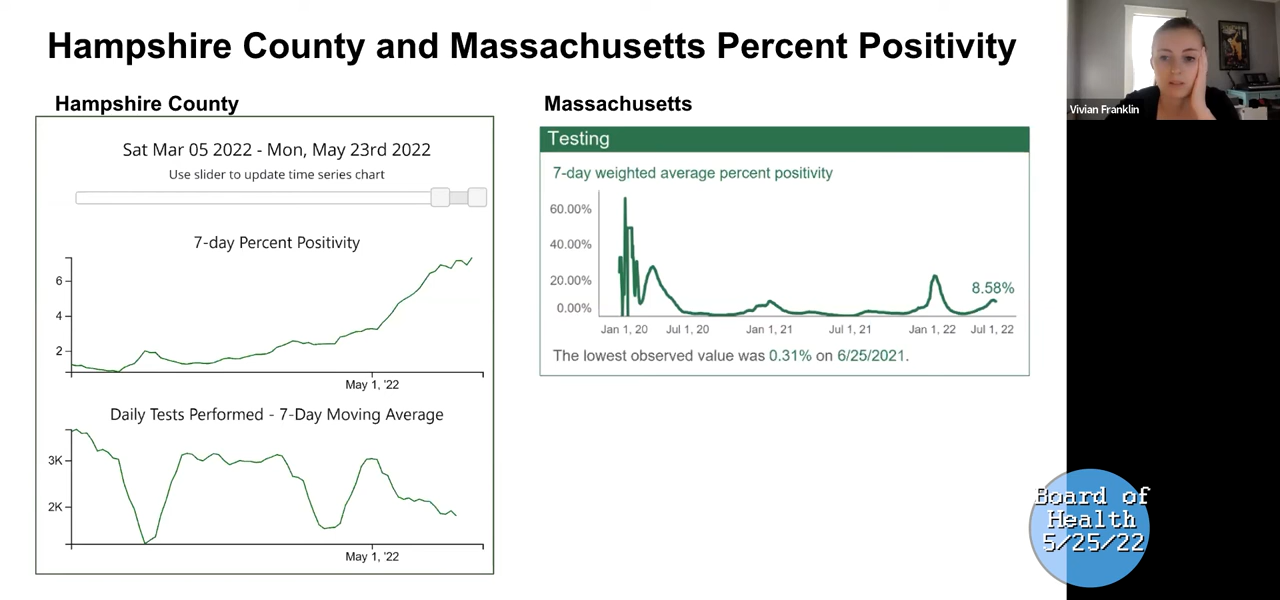 Hampshire County and Massachusetts Percent Positivity
Vivian Franklin
Hampshire County
Sat Mar 05 2022 - Mon, May 23rd 2022
Use slider to update time series chart
7-day Percent Positivity
6
4
2
May 1, '22
Daily Tests Performed - 7-Day Moving Average
3K
2K
May 1, '22
Massachusetts
Testing
7-day weighted average percent positivity
60.00%
40.00%
20.00%
0.00%
8.58%
Jan 1, 20
Jul 1, 20
Jan 1, 21
Jul 1, 21
Jan 1, 22
Jul 1, 22
The lowest observed value was 0.31% on 6/25/2021.
Board of
Health
5/25/22